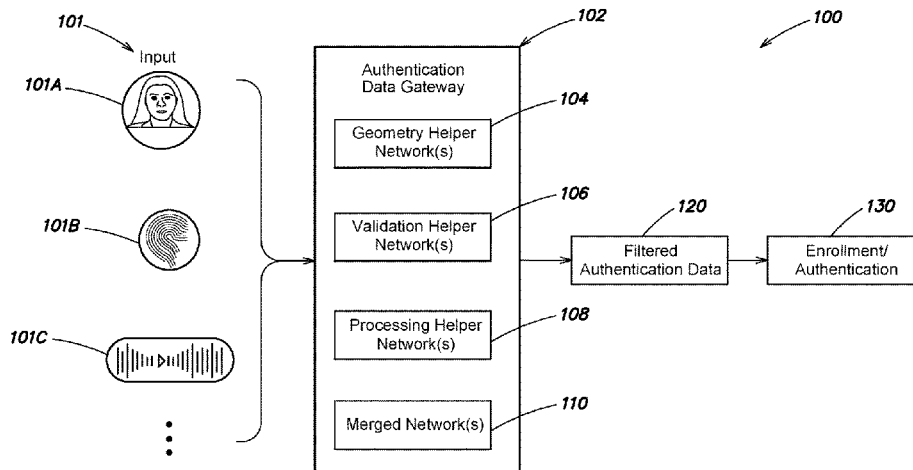 101
102
100
Input
101A
Authentication
Data Gateway
104
Geometry Helper
Network(s)
106
101B
Validation Helper
Network(s)
120
130
Filtered
Authentication Data
Enrollment/
Authentication
101C
108
Processing Helper
Network(s)
110
Merged Network(s)